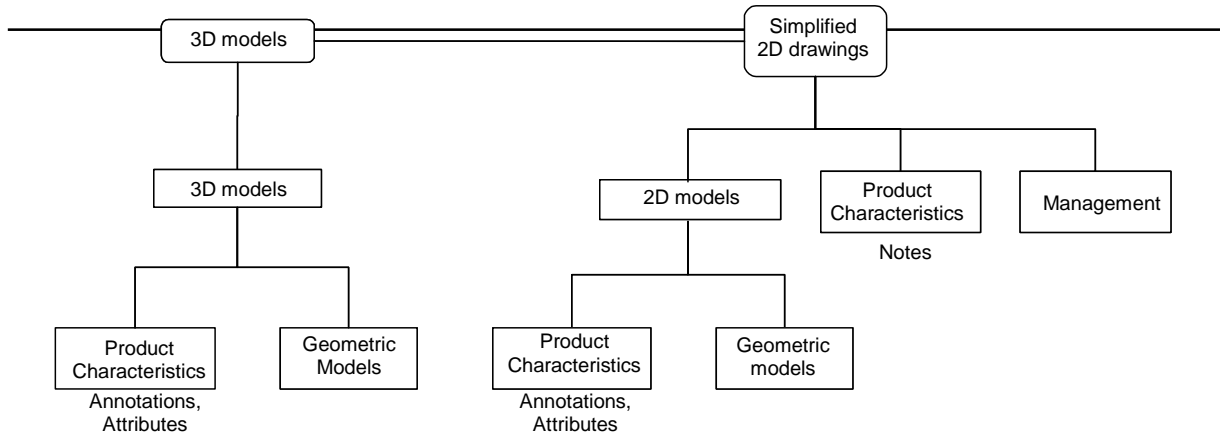 3D models
Simplified
2D drawings
3D models
2D models
Product
Characteristics
Management
Notes
Product
Characteristics
Geometric
Models
Product
Characteristics
Geometric
models
Annotations,
Attributes
Annotations,
Attributes